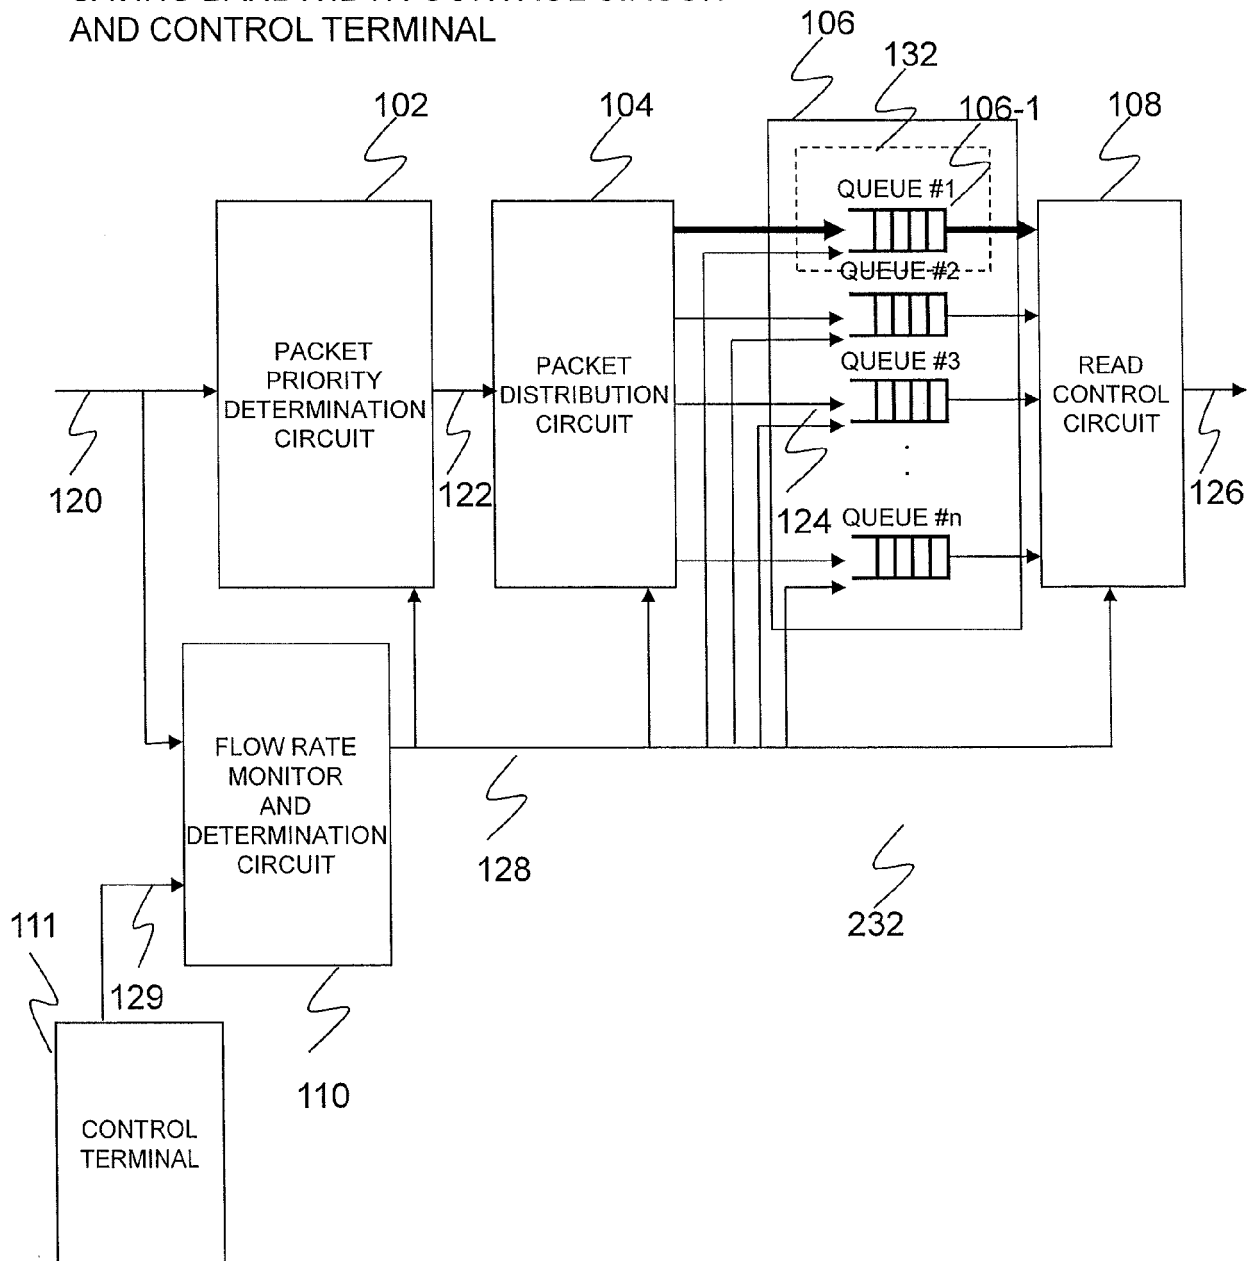 AND CONTROL TERMINAL
106
132
102
104
106-1
108
QUEUE #1
QUEUE #2
PACKET
PRIORITY
DETERMINATION
CIRCUIT
PACKET
DISTRIBUTION
CIRCUIT
QUEUE #3
READ
CONTROL
CIRCUIT
120
122
124
126
QUEUE #n
FLOW RATE
MONITOR
AND
DETERMINATION
CIRCUIT
128
232
111
129
110
CONTROL
TERMINAL